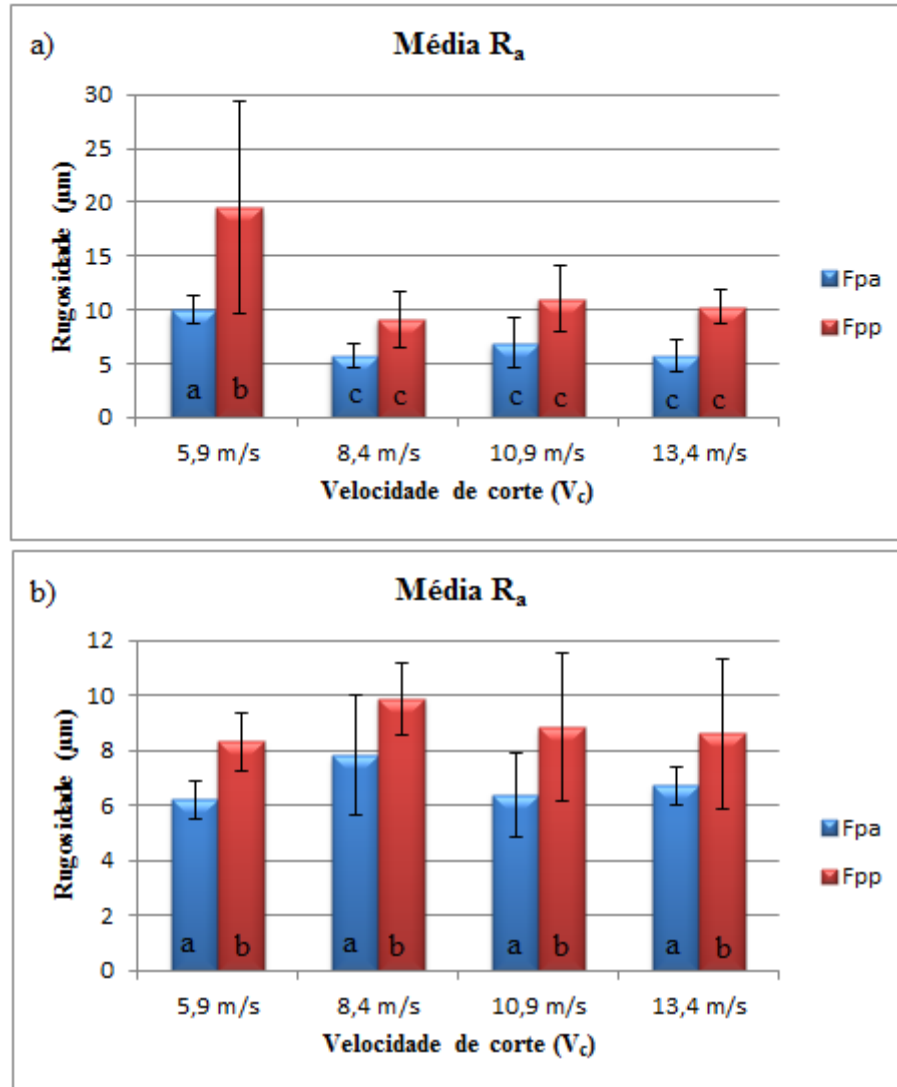 a)
Média Ra
30
25
20
15
10
5
0
Rugosidade (µm)
a b c c c c c c
5,9 m/s 8,4 m/s 10,9 m/s 13,4 m/s
Velocidade de corte (Vc)
Fpa
Fpp
b)
Média Ra
12
10
8
6
4
2
0
Rugosidade (µm)
a b a b a b a b
5,9 m/s 8,4 m/s 10,9 m/s 13,4 m/s
Velocidade de corte (Vc)
Fpa
Fpp